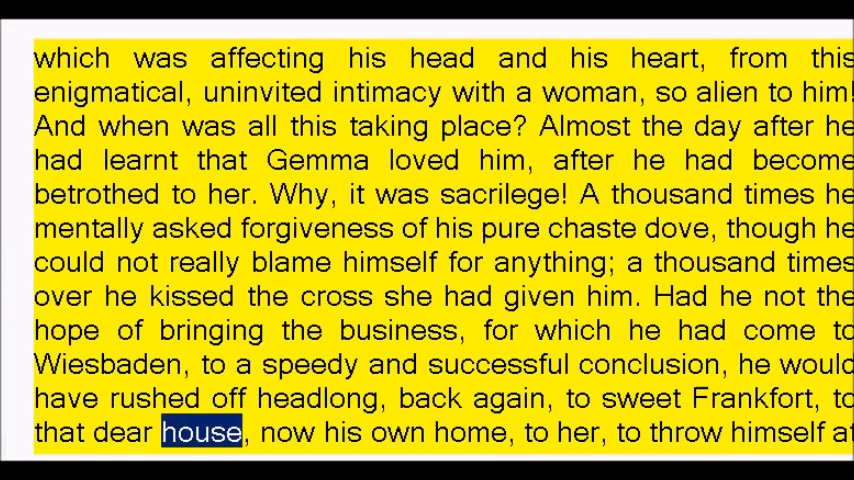 which was affecting his head and his heart, from this
enigmatical, uninvited intimacy with a woman, so alien to him!
And when was all this taking place? Almost the day after he
had learnt that Gemma loved him, after he had become
betrothed to her. Why, it was sacrilege! A thousand times he
mentally asked forgiveness of his pure chaste dove, though he
could not really blame himself for anything; a thousand times
over he kissed the cross she had given him. Had he not the
hope of bringing the business, for which he had come to
Wiesbaden, to a speedy and successful conclusion, he would
have rushed off headlong, back again, to sweet Frankfort, to
that dear house, now his own home, to her, to throw himself at